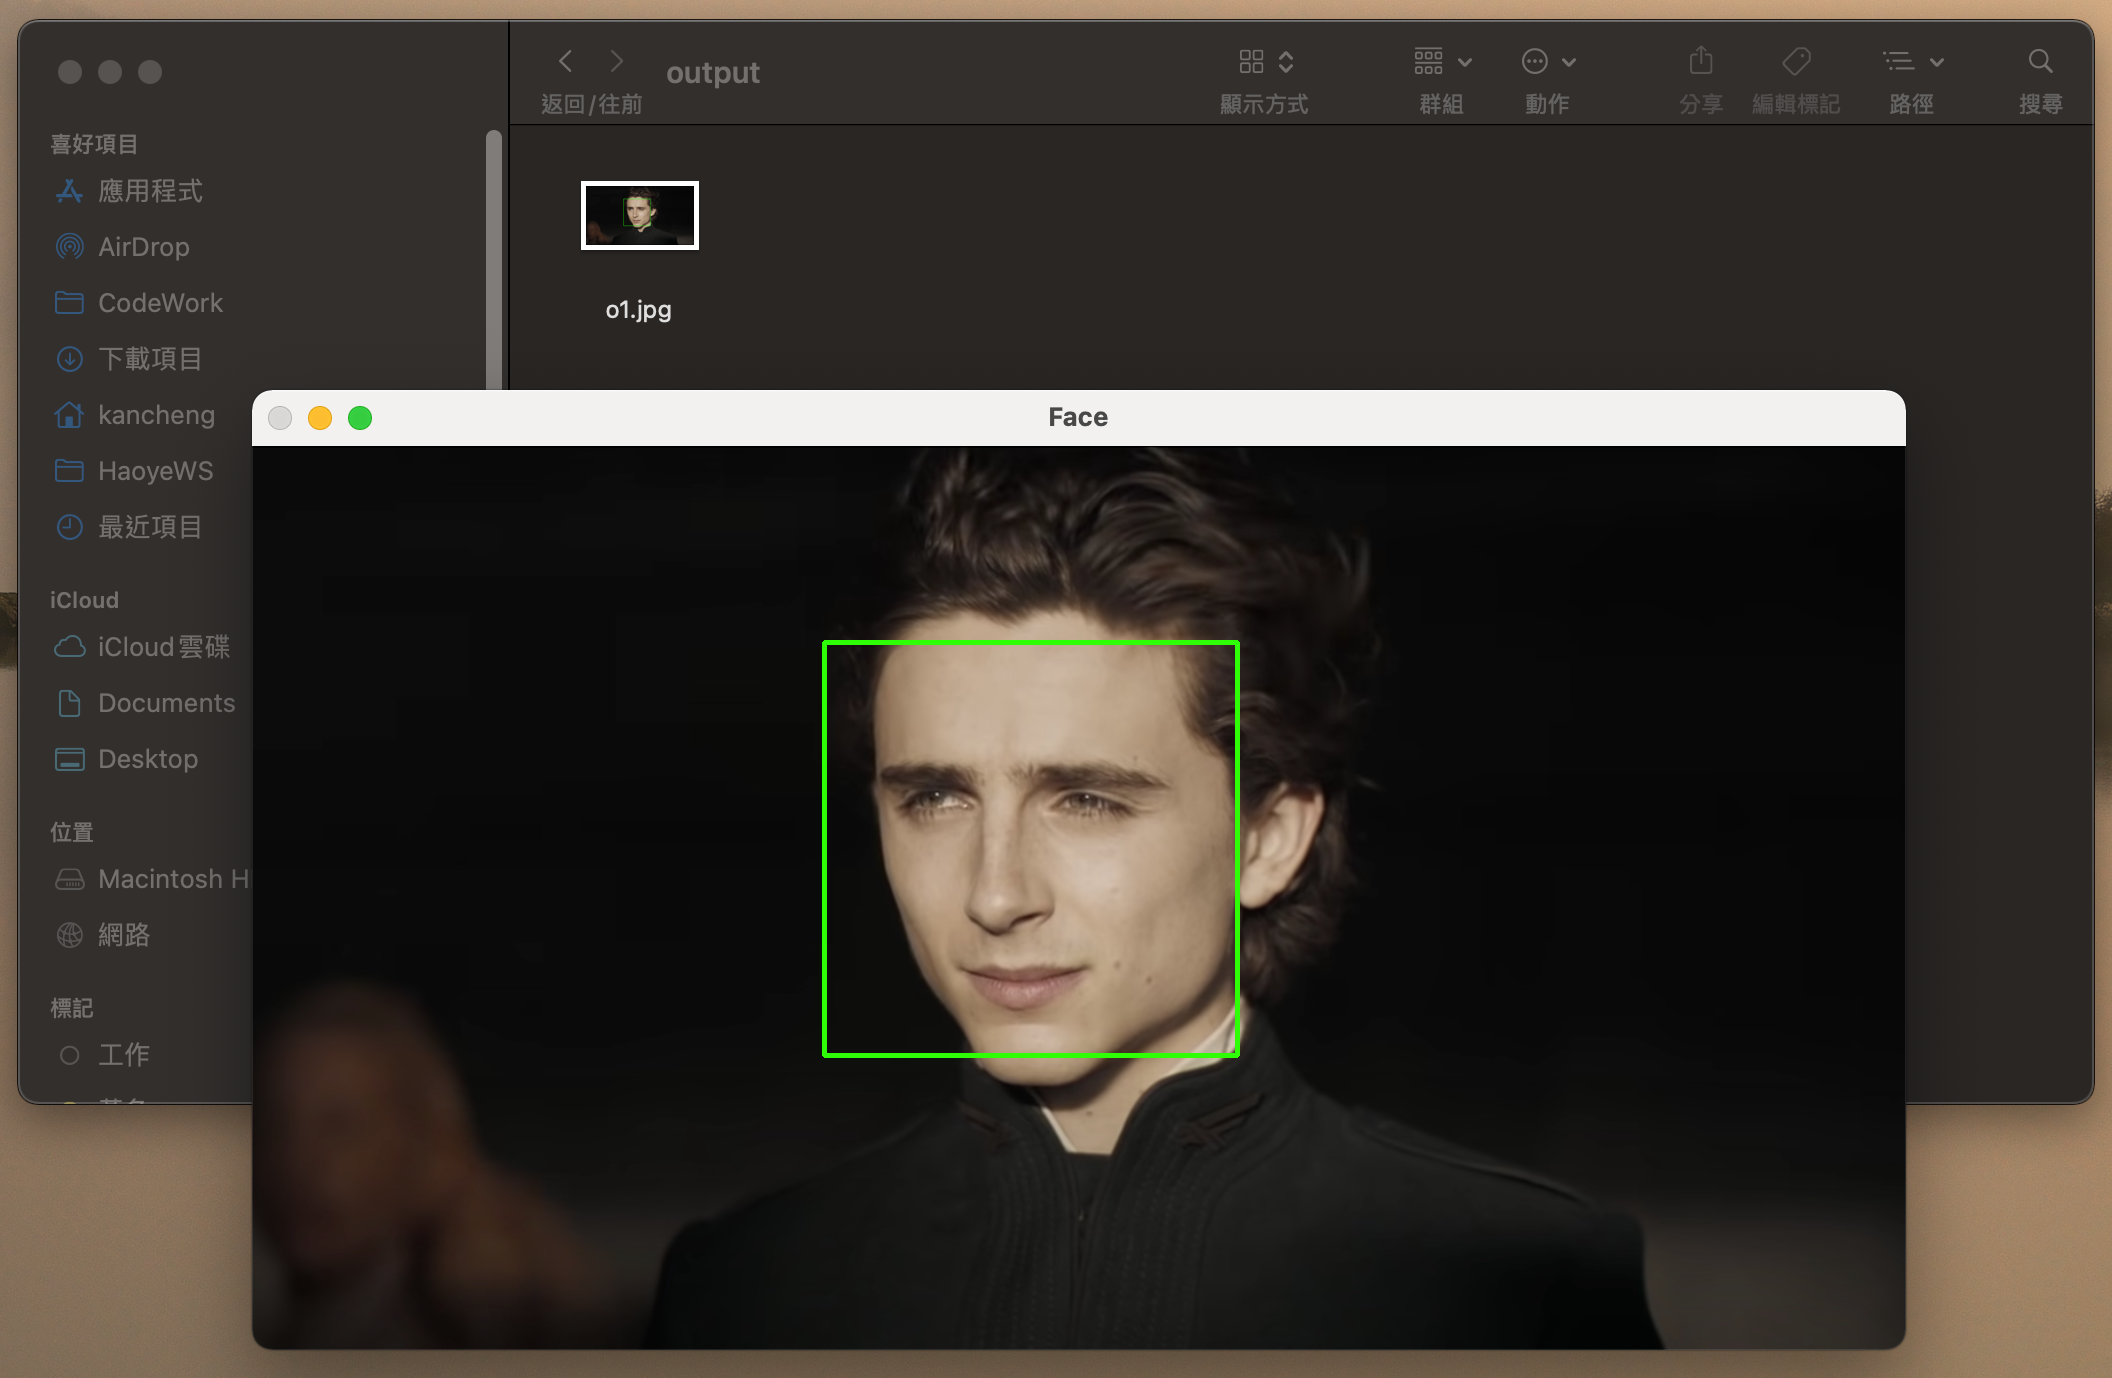 output
返回/往前
顯示方式
群組
動作
分享
編輯標記
路徑
搜尋
喜好項目
應用程式
AirDrop
CodeWork
下載項目
kancheng
HaoyeWS
最近項目
iCloud
iCloud雲碟
Documents
Desktop
位置
Macintosh H
網路
標記
工作
o1.jpg
Face